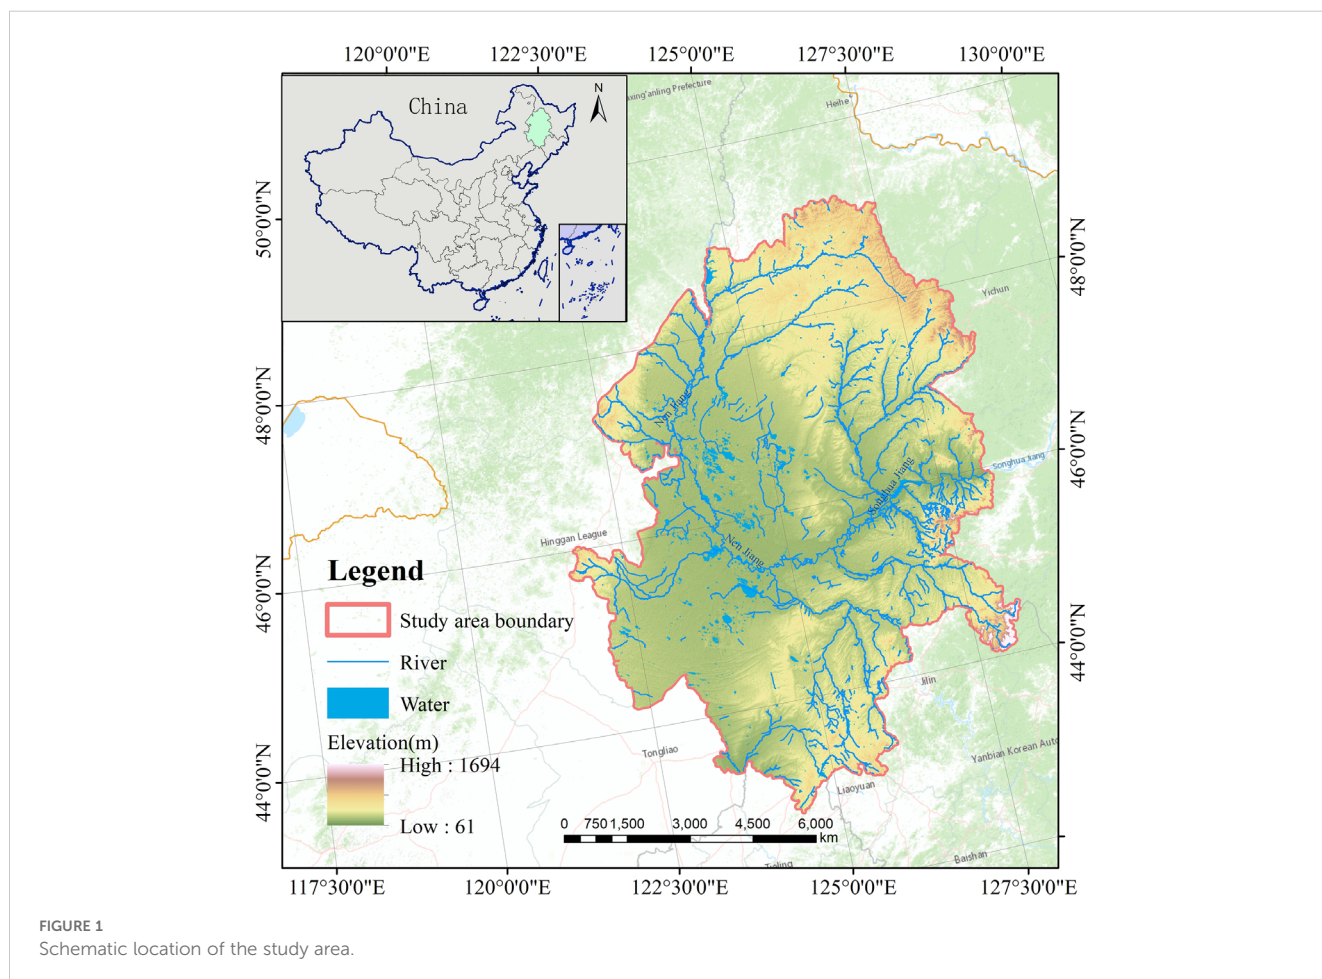 120°0'0"E 122°30'0"E 125°0'0"E 127°30'0"E 130°0'0"E
China
N
Heihe
50°0'0"N
48°0'0"N
Yichun
48°0'0"N
Nen Jiang
46°0'0"N
Songhua Jiang
Songhua Jiang
Hinggan League
Nen Jiang
46°0'0"N
44°0'0"N
Legend
Study area boundary
River
Water
Elevation(m)
High : 1694
Low : 61
Jilin
Tongliao
Yanbian Korean Auto
44°0'0"N
Liaoyuan
0 750 1,500 3,000 4,500 6,000
km
Baishan
117°30'0"E 120°0'0"E 122°30'0"E 125°0'0"E 127°30'0"E
FIGURE 1
Schematic location of the study area.